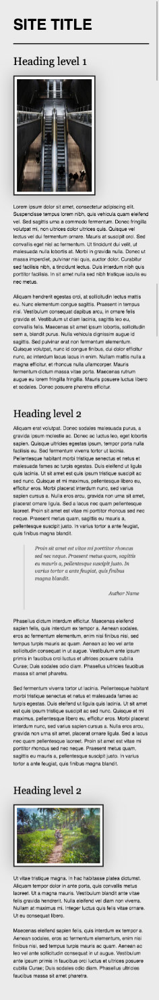 SITE TITLE
Heading level 1
Lorem ipsum dolor sit amet, consectetur adipiscing elit.
Suspendisse tempus lorem nibh, quis vehicula quam eleifend
vel. Sed sagittis urna a commodo fermentum. Donec fringilla
volutpat mi, non ultrices dolor ultrices quis. Quisque vel
lectus vel dui fermentum ornare. Mauris at suscipit orci. Sed
convallis eget nisl ac fermentum. Ut tincidunt dui velit, ut
malesuada nulla lobortis at. Morbi in gravida nulla. Donec ut
massa imperdiet, pulvinar nisi quis, auctor dolor. Curabitur
sed facilisis nibh, a tincidunt lectus. Duis interdum nibh quis
porttitor facilisis. In sit amet nulla sed nibh tristique iaculis eu
nec metus.
Aliquam hendrerit egestas orci, at sollicitudin lectus mattis
eu. Nunc elementum congue sagittis. Praesent in tempus
nisl. Vestibulum consequat dapibus arcu, in ornare felis
gravida et. Vestibulum ut diam lacinia, sagittis leo eu,
convallis felis. Maecenas sit amet ipsum lobortis, sollicitudin
sem a, blandit purus. Nulla vehicula dignissim augue id
sagittis. Sed pulvinar erat non fermentum elementum.
Quisque volutpat, nunc id congue finibus, dui dolor efficitur
nunc, ac interdum lacus lacus in enim. Nullam mattis nulla a
magna efficitur, et rhoncus nulla ullamcorper. Mauris
fermentum dictum massa vitae porta. Maecenas rutrum
augue eu lorem fringilla fringilla. Mauris posuere luctus libero
et sodales. Donec posuere pharetra efficitur.
Heading level 2
Aliquam erat volutpat. Donec sodales malesuada purus, a
gravida ipsum molestie ac. Donec ac luctus leo, eget lobortis
sapien. Quisque ultricies egestas ipsum, tempor porta nulla
facilisis eu. Sed fermentum viverra tortor ut lacinia.
Pellentesque habitant morbi tristique senectus et netus et
malesuada fames ac turpis egestas. Duis eleifend ut ligula
quis lacinia. Ut sit amet est quis ipsum tristique suscipit ac
sed nunc. Quisque et mi maximus, pellentesque libero eu,
efficitur eros. Morbi placerat interdum nunc, sed varius
sapien cursus a. Nulla eros arcu, gravida non urna sit amet,
placerat ornare ligula. Sed a lacus nec quam pellentesque
laoreet. Proin sit amet est vitae mi porttitor rhoncus sed nec
neque. Praesent metus quam, sagittis eu mauris a,
pellentesque suscipit justo. In varius tortor a ante feugiat,
quis finibus magna blandit.
Proin sit amet est vitae mi porttitor rhoncus
sed nec neque. Praesent metus quam, sagittis
eu mauris a, pellentesque suscipit justo. In
varius tortor a ante feugiat, quis finibus
magna blandit.
Author Name
Phasellus dictum interdum efficitur. Maecenas eleifend
sapien felis, quis interdum ex tempor a. Aenean sodales,
eros ac fermentum elementum, enim nisi finibus nisi, sed
tempus turpis mauris ac turpis. Aenean ac leo vel ante
sollicitudin consequat in ut augue. Vestibulum ante ipsum
primis in faucibus orci luctus et ultrices posuere cubilia
Curae; Duis sodales odio diam. Phasellus ultricies faucibus
massa sit amet pharetra.
Sed fermentum viverra tortor ut lacinia. Pellentesque habitant
morbi tristique senectus et netus et malesuada fames ac
turpis egestas. Duis eleifend ut ligula quis lacinia. Ut sit amet
est quis ipsum tristique suscipit ac sed nunc. Quisque et mi
maximus, pellentesque libero eu, efficitur eros. Morbi placerat
interdum nunc, sed varius sapien cursus a. Nulla eros arcu,
gravida non urna sit amet, placerat ornare ligula. Sed a lacus
nec quam pellentesque laoreet. Proin sit amet est vitae mi
porttitor rhoncus sed nec neque. Praesent metus quam,
sagittis eu mauris a, pellentesque suscipit justo. In varius
tortor a ante feugiat, quis finibus magna blandit.
Heading level 2
Ut vitae tristique magna. In hac habitasse platea dictumst.
Aliquam tempor dolor in ante porta, quis convallis metus
laoreet. Ut a magna mauris. Vestibulum blandit ante vitae
felis gravida hendrerit. Nulla eleifend vel diam non viverra.
Nullam at maximus mi. Integer luctus quis felis vitae ornare.
Ut eu consequat libero.
Maecenas eleifend sapien felis, quis interdum ex tempor a.
Aenean sodales, eros ac fermentum elementum, enim nisi
finibus nisi, sed tempus turpis mauris ac turpis. Aenean ac
leo vel ante sollicitudin consequat in ut augue. Vestibulum
ante ipsum primis in faucibus orci luctus et ultrices posuere
cubilia Curae; Duis sodales odio diam. Phasellus ultricies
faucibus massa sit amet pharetra.